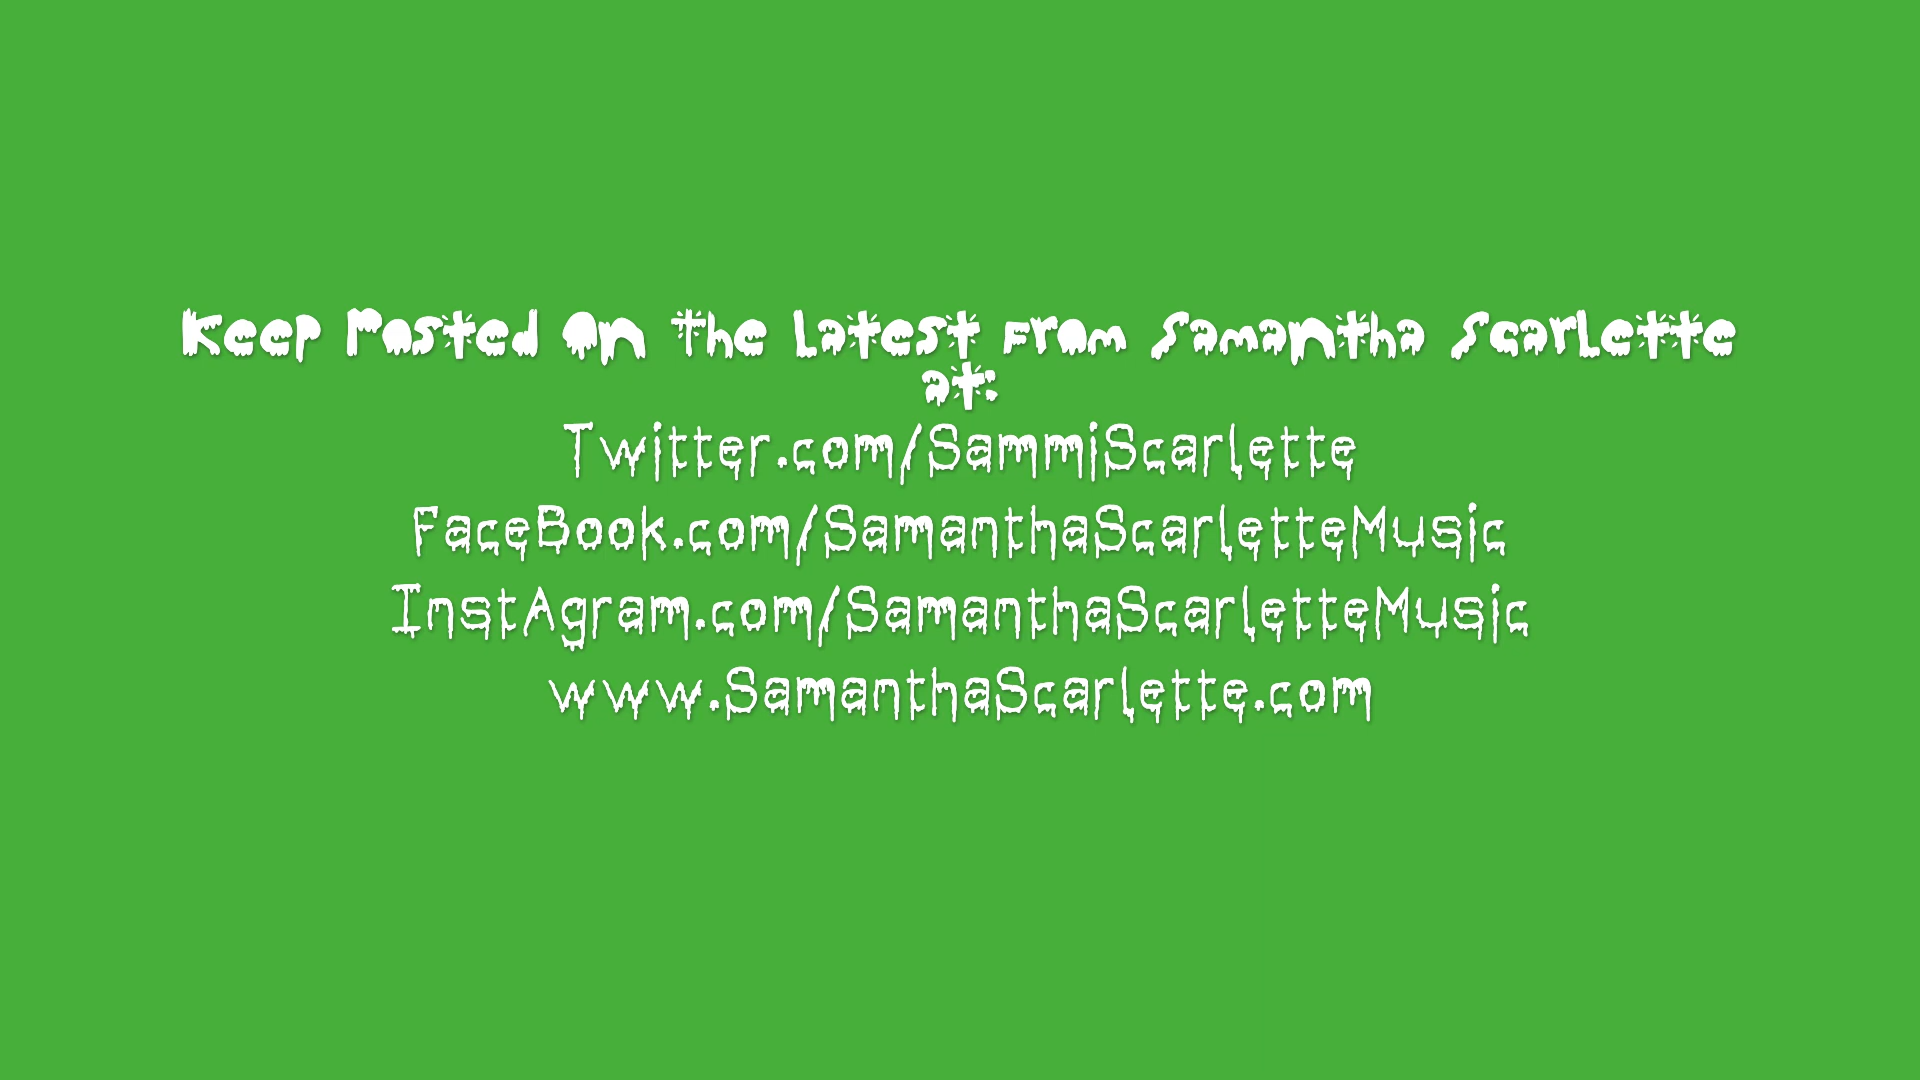 Keep Posted On The Latest From Samantha Scarlette
at:
Twitter.com/SammiScarlette
FaceBook.com/SamanthaScarletteMusic
InstAgram.com/SamanthaScarletteMusic
www.SamanthaScarlette.com